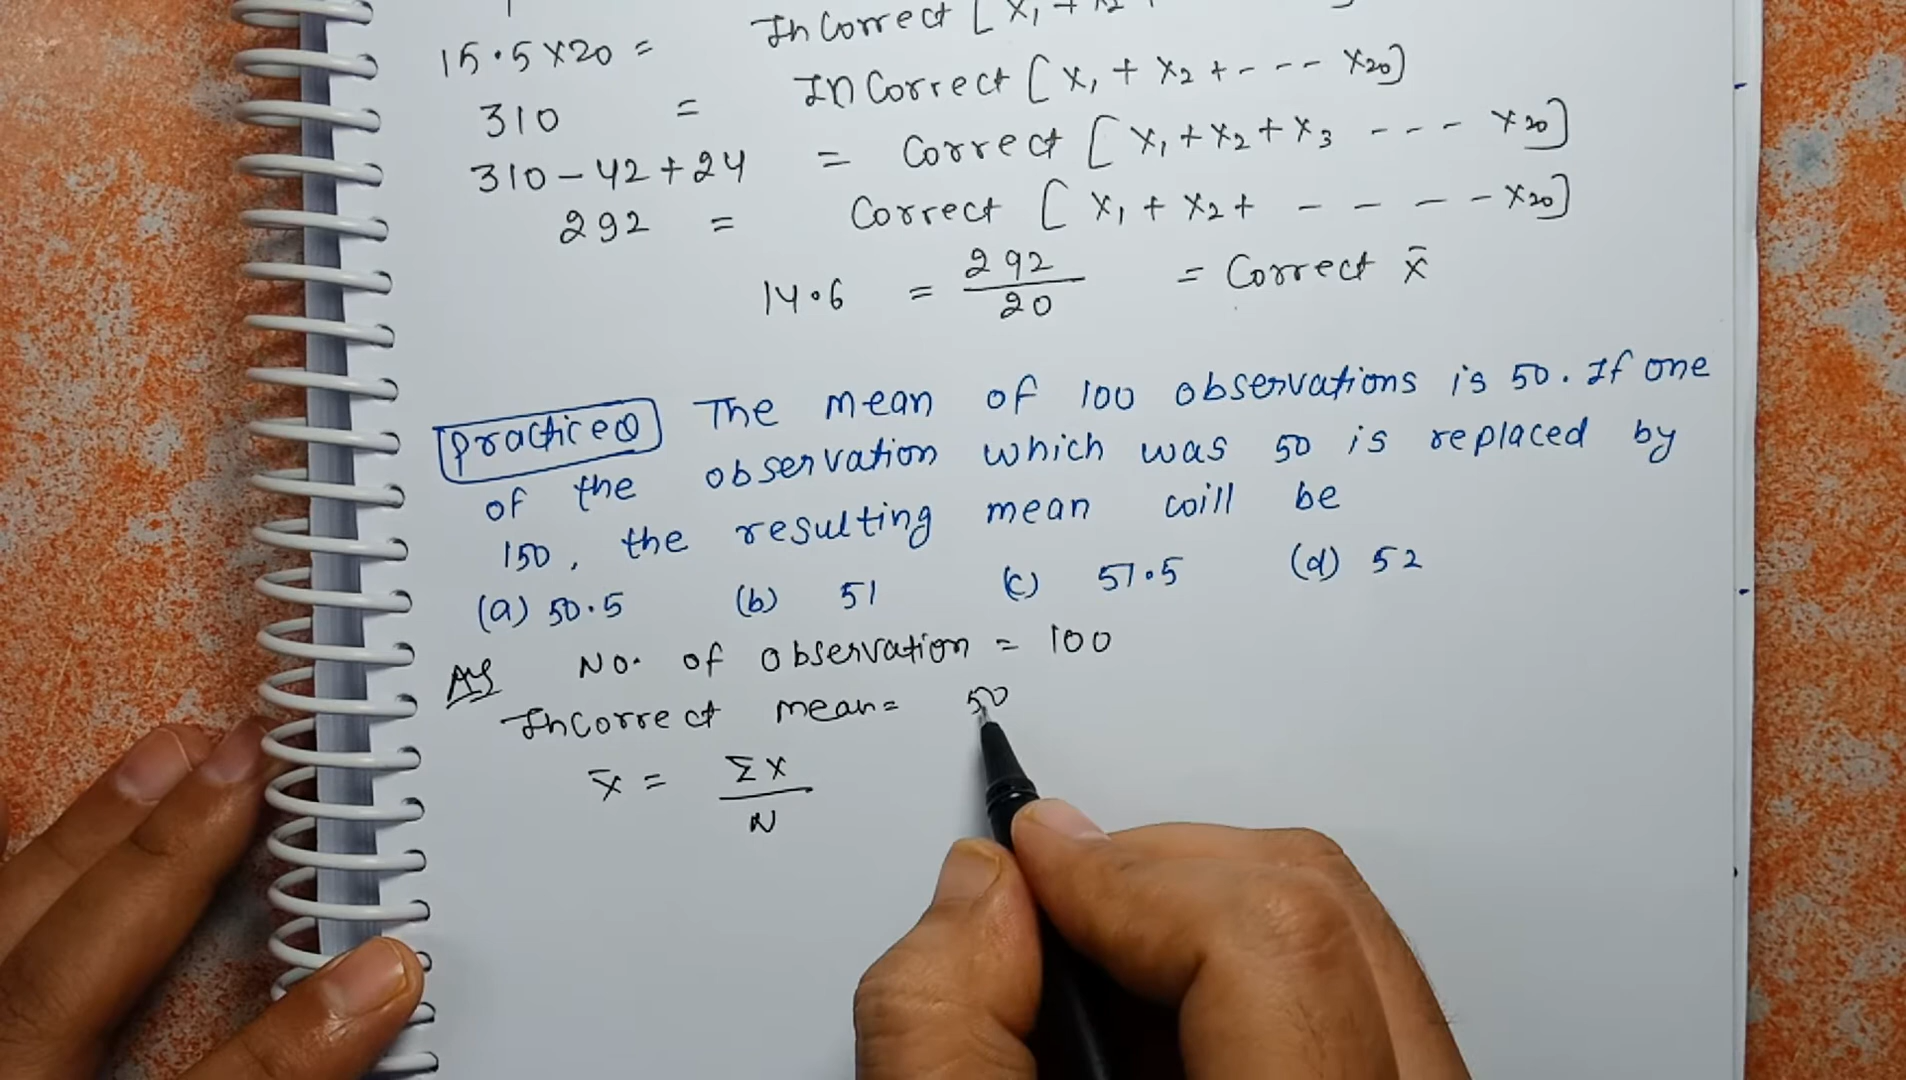 15.5×20 = InCorrect [x₁ + x₂
310 = InCorrect [x₁ + x₂ + - - - x₂₀]
310 - 42 + 24 = Correct [x₁ + x₂ + x₃ - - - x₂₀]
292 = Correct [x₁ + x₂ + - - - - x₂₀]
14.6 = 292/20 = Correct x̄
Practice Q The mean of 100 observations is 50. If one
of the observation which was 50 is replaced by
150, the resulting mean will be
(a) 50.5 (b) 51 (c) 51.5 (d) 52
Ans No. of observation = 100
InCorrect mean = 50
x̄ = Σx/N